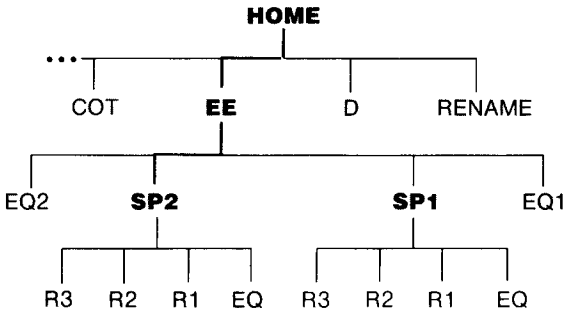 HOME
... COT EE D RENAME
EQ2 SP2 SP1 EQ1
R3 R2 R1 EQ R3 R2 R1 EQ